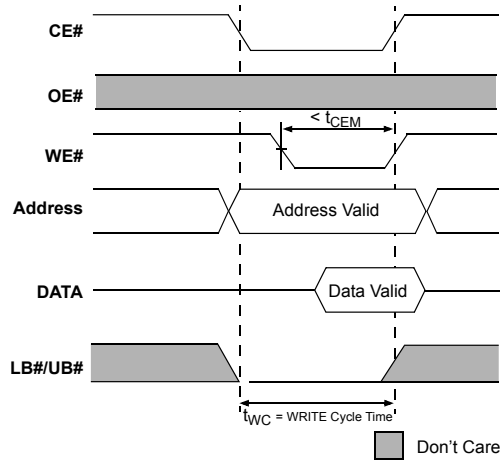 CE#
OE#
< tCEM
WE#
Address
Address Valid
DATA
Data Valid
LB#/UB#
tWC = WRITE Cycle Time
Don't Care